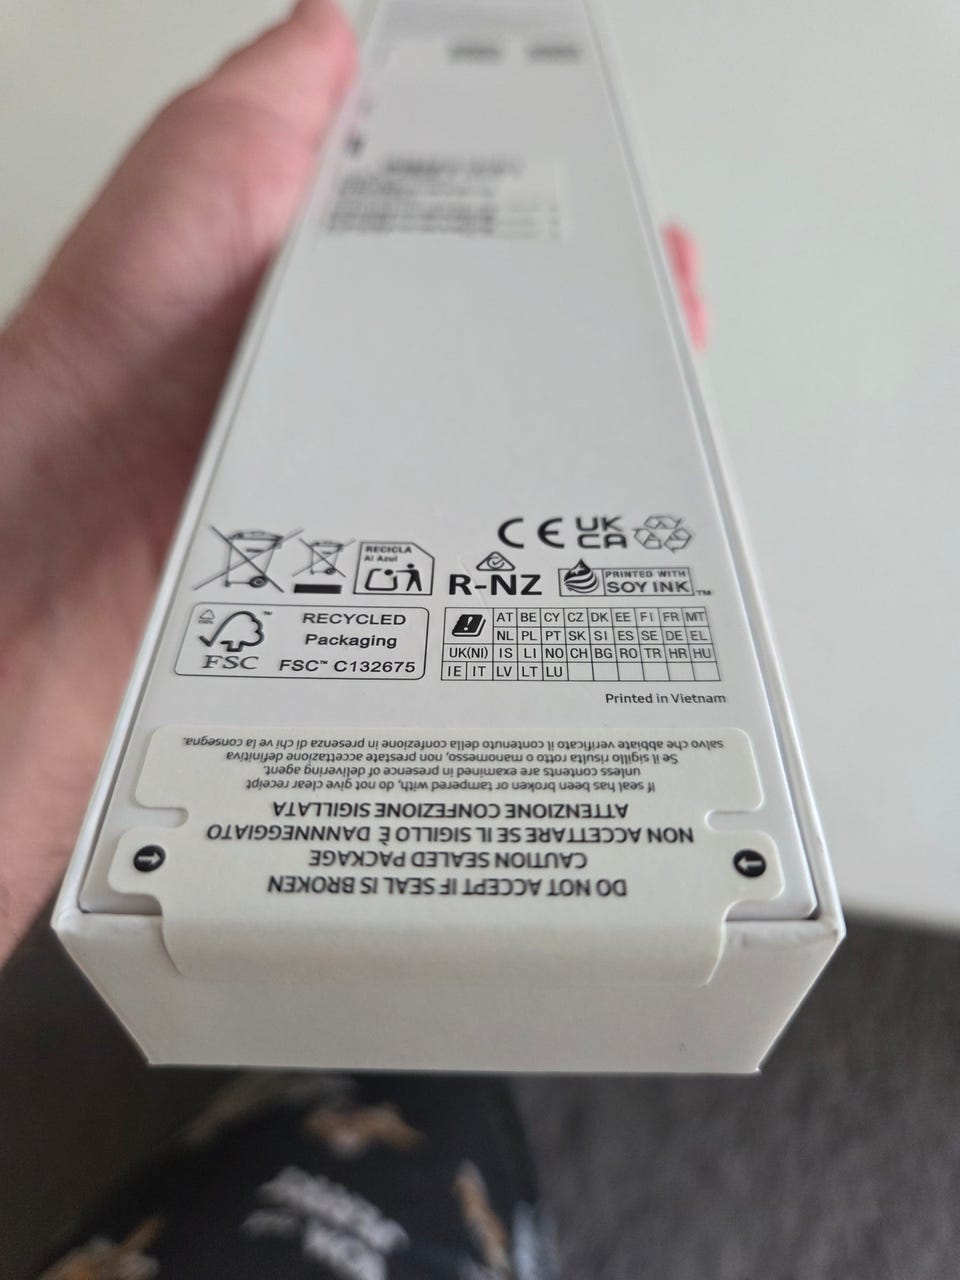 CE UK CA
RECICLA
Al Azul
R-NZ
PRINTED WITH
SOY INK™
100%
FSC™
RECYCLED
Packaging
FSC™ C132675
AT BE CY CZ DK EE FI FR MT
NL PL PT SK SI ES SE DE EL
UK(NI) IS LI NO CH BG RO TR HR HU
IE IT LV LT LU
Printed in Vietnam
DO NOT ACCEPT IF SEAL IS BROKEN
CAUTION SEALED PACKAGE
NON ACCETTARE SE IL SIGILLO È DANNNEGGIATO
ATTENZIONE CONFEZIONE SIGILLATA
If seal has been broken or tampered with, do not give clear receipt
unless contents are examined in presence of delivering agent.
Se il sigillo risulta rotto o manomesso, non prestate accettazione definitiva
salvo che abbiate verificato il contenuto della confezione in presenza di chi ve la consegna.